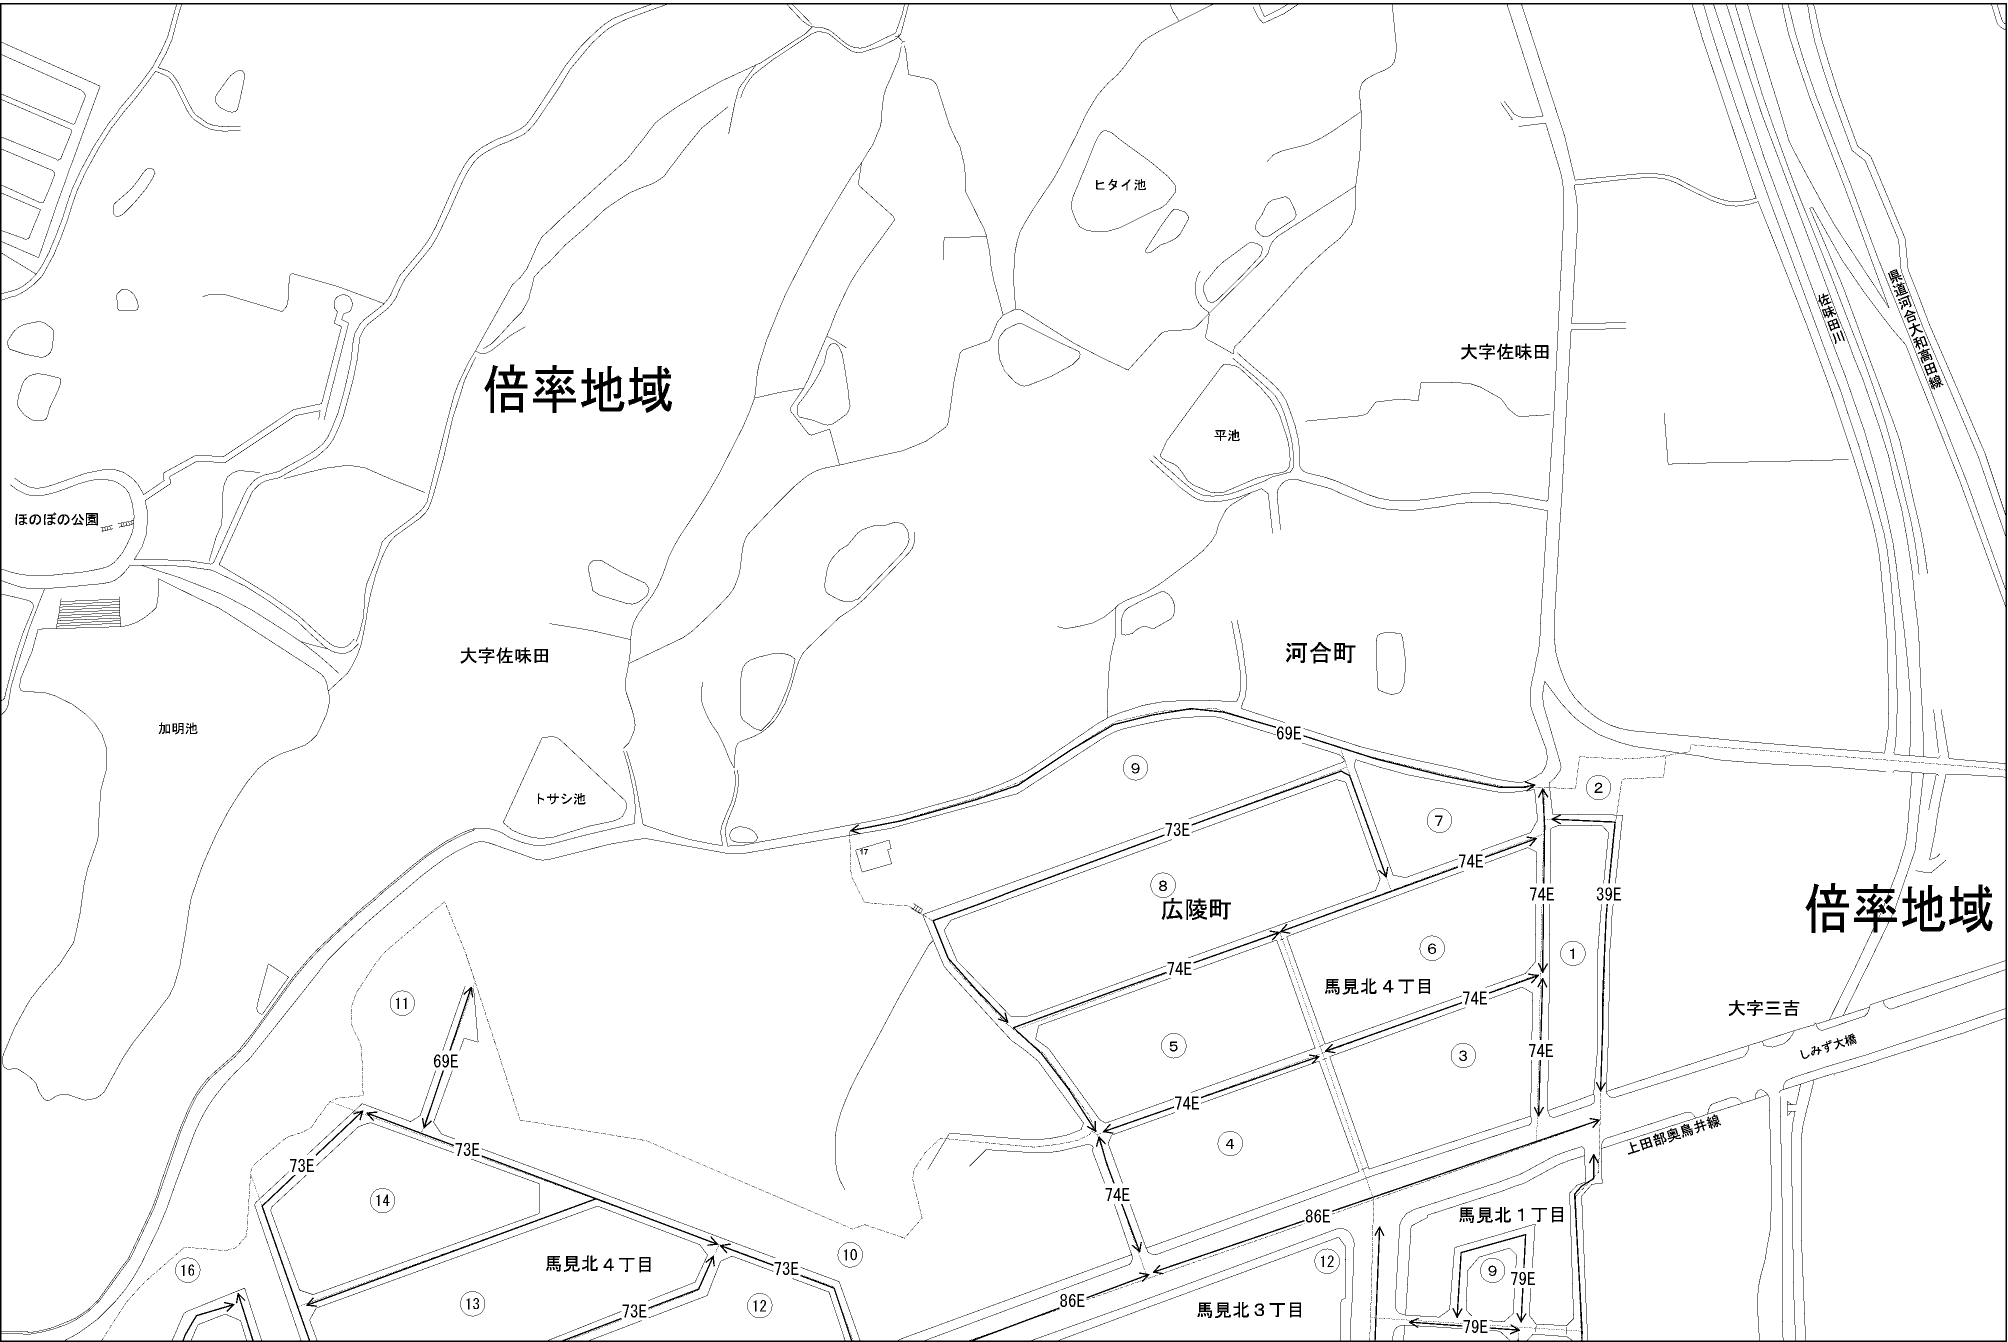 ヒタイ池
県道河合大和高田線
佐味田川
大字佐味田
倍率地域
平池
ほのぼの公園
大字佐味田
河合町
加明池
69E
9
2
トサシ池
7
73E
17
74E
8
74E
39E
広陵町
倍率地域
6
1
74E
馬見北4丁目
74E
11
大字三吉
5
74E
3
しみず大橋
69E
74E
4
上田部奥鳥井線
73E
73E
14
74E
86E
馬見北1丁目
10
馬見北4丁目
12
16
73E
9
79E
13
12
86E
73E
馬見北3丁目
79E